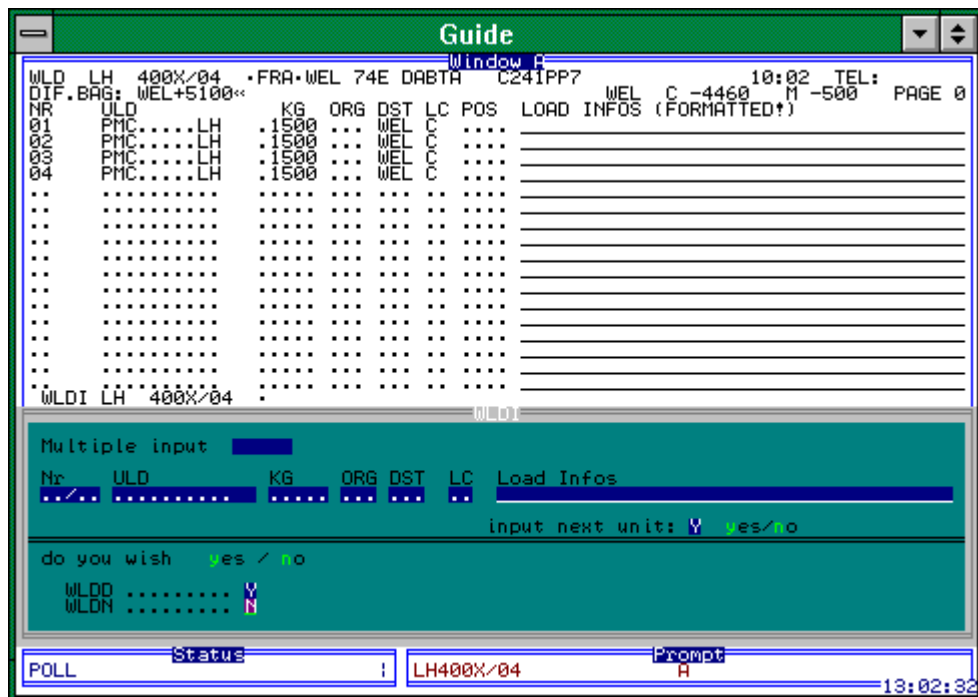 Guide
Window A
WLD LH 400X/04 ·FRA·WEL 74E DABTA C24IPP7 10:02 TEL:
DIF.BAG: WEL+5100« WEL C -4460 M -500 PAGE 0
NR ULD KG ORG DST LC POS LOAD INFOS (FORMATTED!)
01 PMC.....LH .1500 ... WEL C .... 
02 PMC.....LH .1500 ... WEL C .... 
03 PMC.....LH .1500 ... WEL C .... 
04 PMC.....LH .1500 ... WEL C .... 
.. .......... ..... ... ... .. ....
.. .......... ..... ... ... .. ....
.. .......... ..... ... ... .. ....
.. .......... ..... ... ... .. ....
.. .......... ..... ... ... .. ....
.. .......... ..... ... ... .. ....
.. .......... ..... ... ... .. ....
.. .......... ..... ... ... .. ....
.. .......... ..... ... ... .. ....
.. .......... ..... ... ... .. ....
.. .......... ..... ... ... .. ....
.. .......... ..... ... ... .. ....
.. .......... ..... ... ... .. ....
WLDI LH 400X/04 ·
WLDI
Multiple input
Nr ULD KG ORG DST LC Load Infos
../.. .......... ..... ... ... ..
input next unit: Y yes/no
do you wish yes / no
WLDD ......... Y
WLDN ......... N
Status
POLL
Prompt
LH400X/04 A
13:02:32